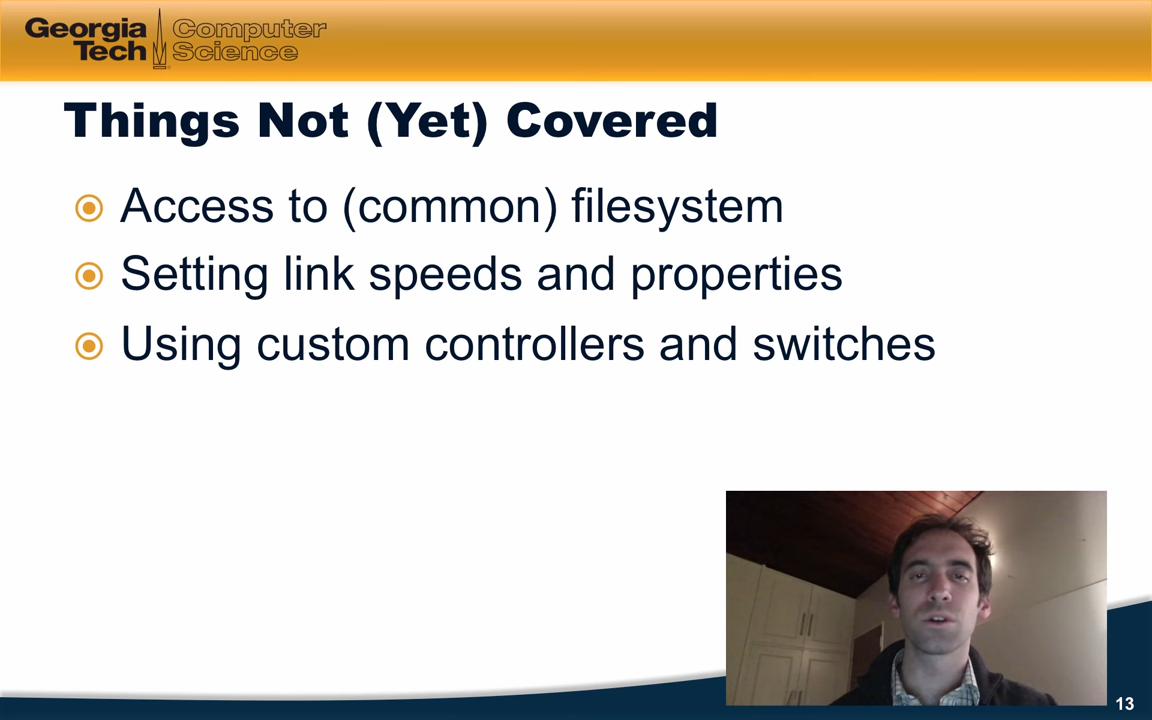 Georgia Tech
Computer Science
Things Not (Yet) Covered
Access to (common) filesystem
Setting link speeds and properties
Using custom controllers and switches
13